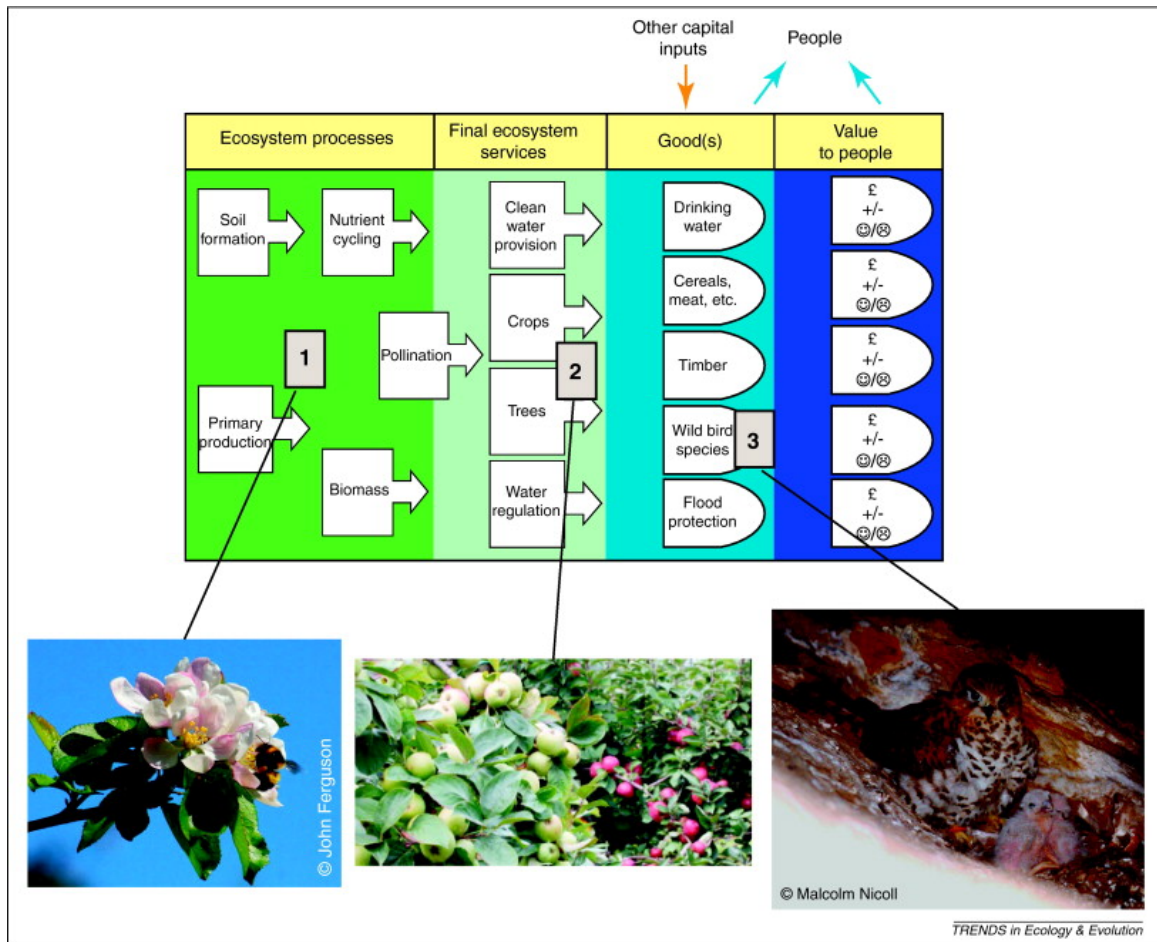 Other capital
inputs
People
Ecosystem processes
Final ecosystem
services
Good(s)
Value
to people
Soil
formation
Nutrient
cycling
Clean
water
provision
Drinking
water
£
+/-
☺/☹
Crops
Cereals,
meat, etc.
£
+/-
☺/☹
1
Pollination
2
Timber
£
+/-
☺/☹
Primary
production
Trees
Wild bird
species
3
£
+/-
☺/☹
Biomass
Water
regulation
Flood
protection
£
+/-
☺/☹
© John Ferguson
© Malcolm Nicoll
TRENDS in Ecology & Evolution